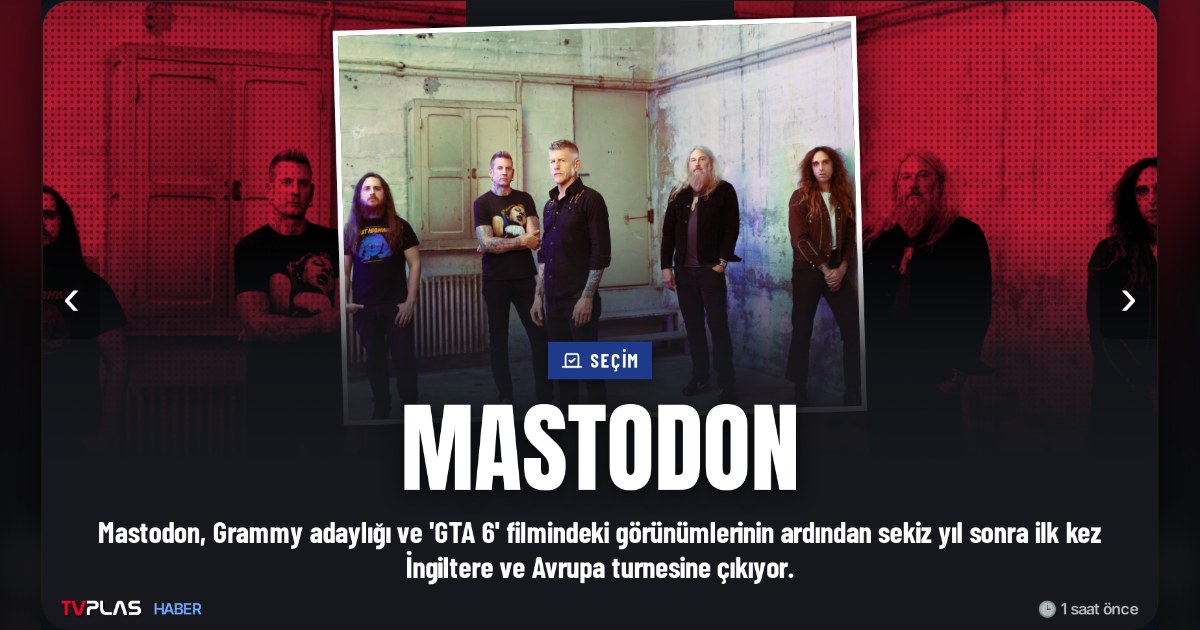 SEÇİM
MASTODON
Mastodon, Grammy adaylığı ve 'GTA 6' filmindeki görünümlerinin ardından sekiz yıl sonra ilk kez
İngiltere ve Avrupa turnesine çıkıyor.
TVPLAS HABER
1 saat önce